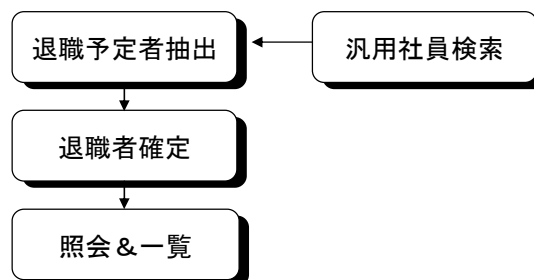 退職予定者抽出
汎用社員検索
退職者確定
照会＆一覧